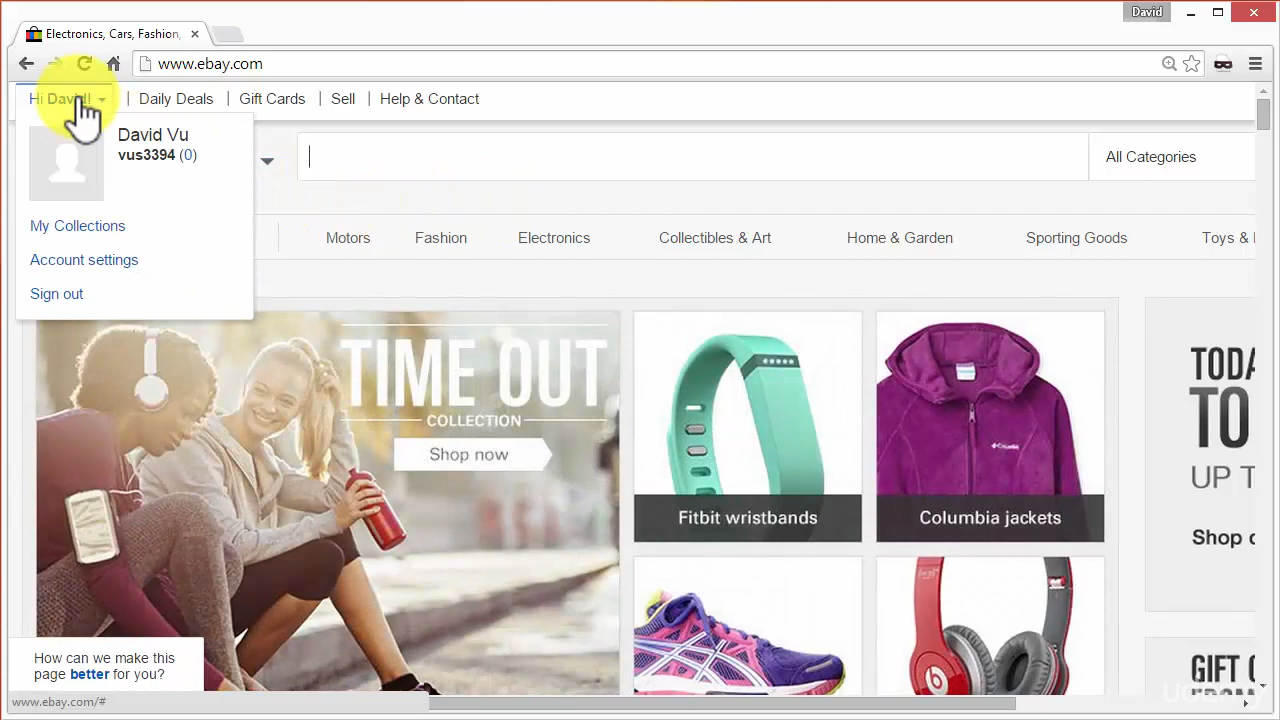 David
Electronics, Cars, Fashion,
www.ebay.com
Hi David!
Daily Deals
Gift Cards
Sell
Help & Contact
David Vu
vus3394 (0)
My Collections
Account settings
Sign out
All Categories
Motors
Fashion
Electronics
Collectibles & Art
Home & Garden
Sporting Goods
Toys &
TIME OUT
COLLECTION
Shop now
Fitbit wristbands
Columbia
Columbia jackets
TODA
TO
UP T
Shop
GIFT
How can we make this
page better for you?
www.ebay.com/#
udemy